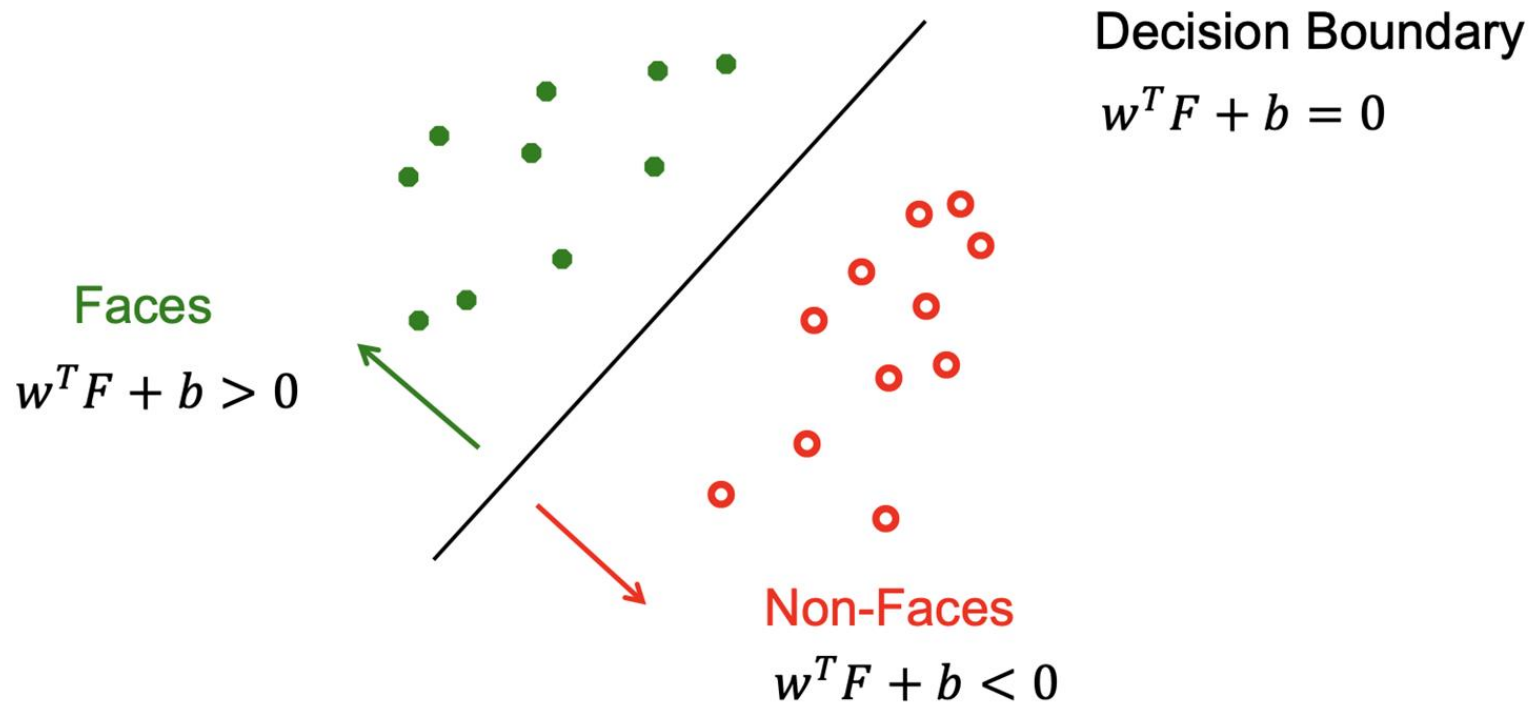 Decision Boundary
$w^T F + b = 0$
Faces
$w^T F + b > 0$
Non-Faces
$w^T F + b < 0$